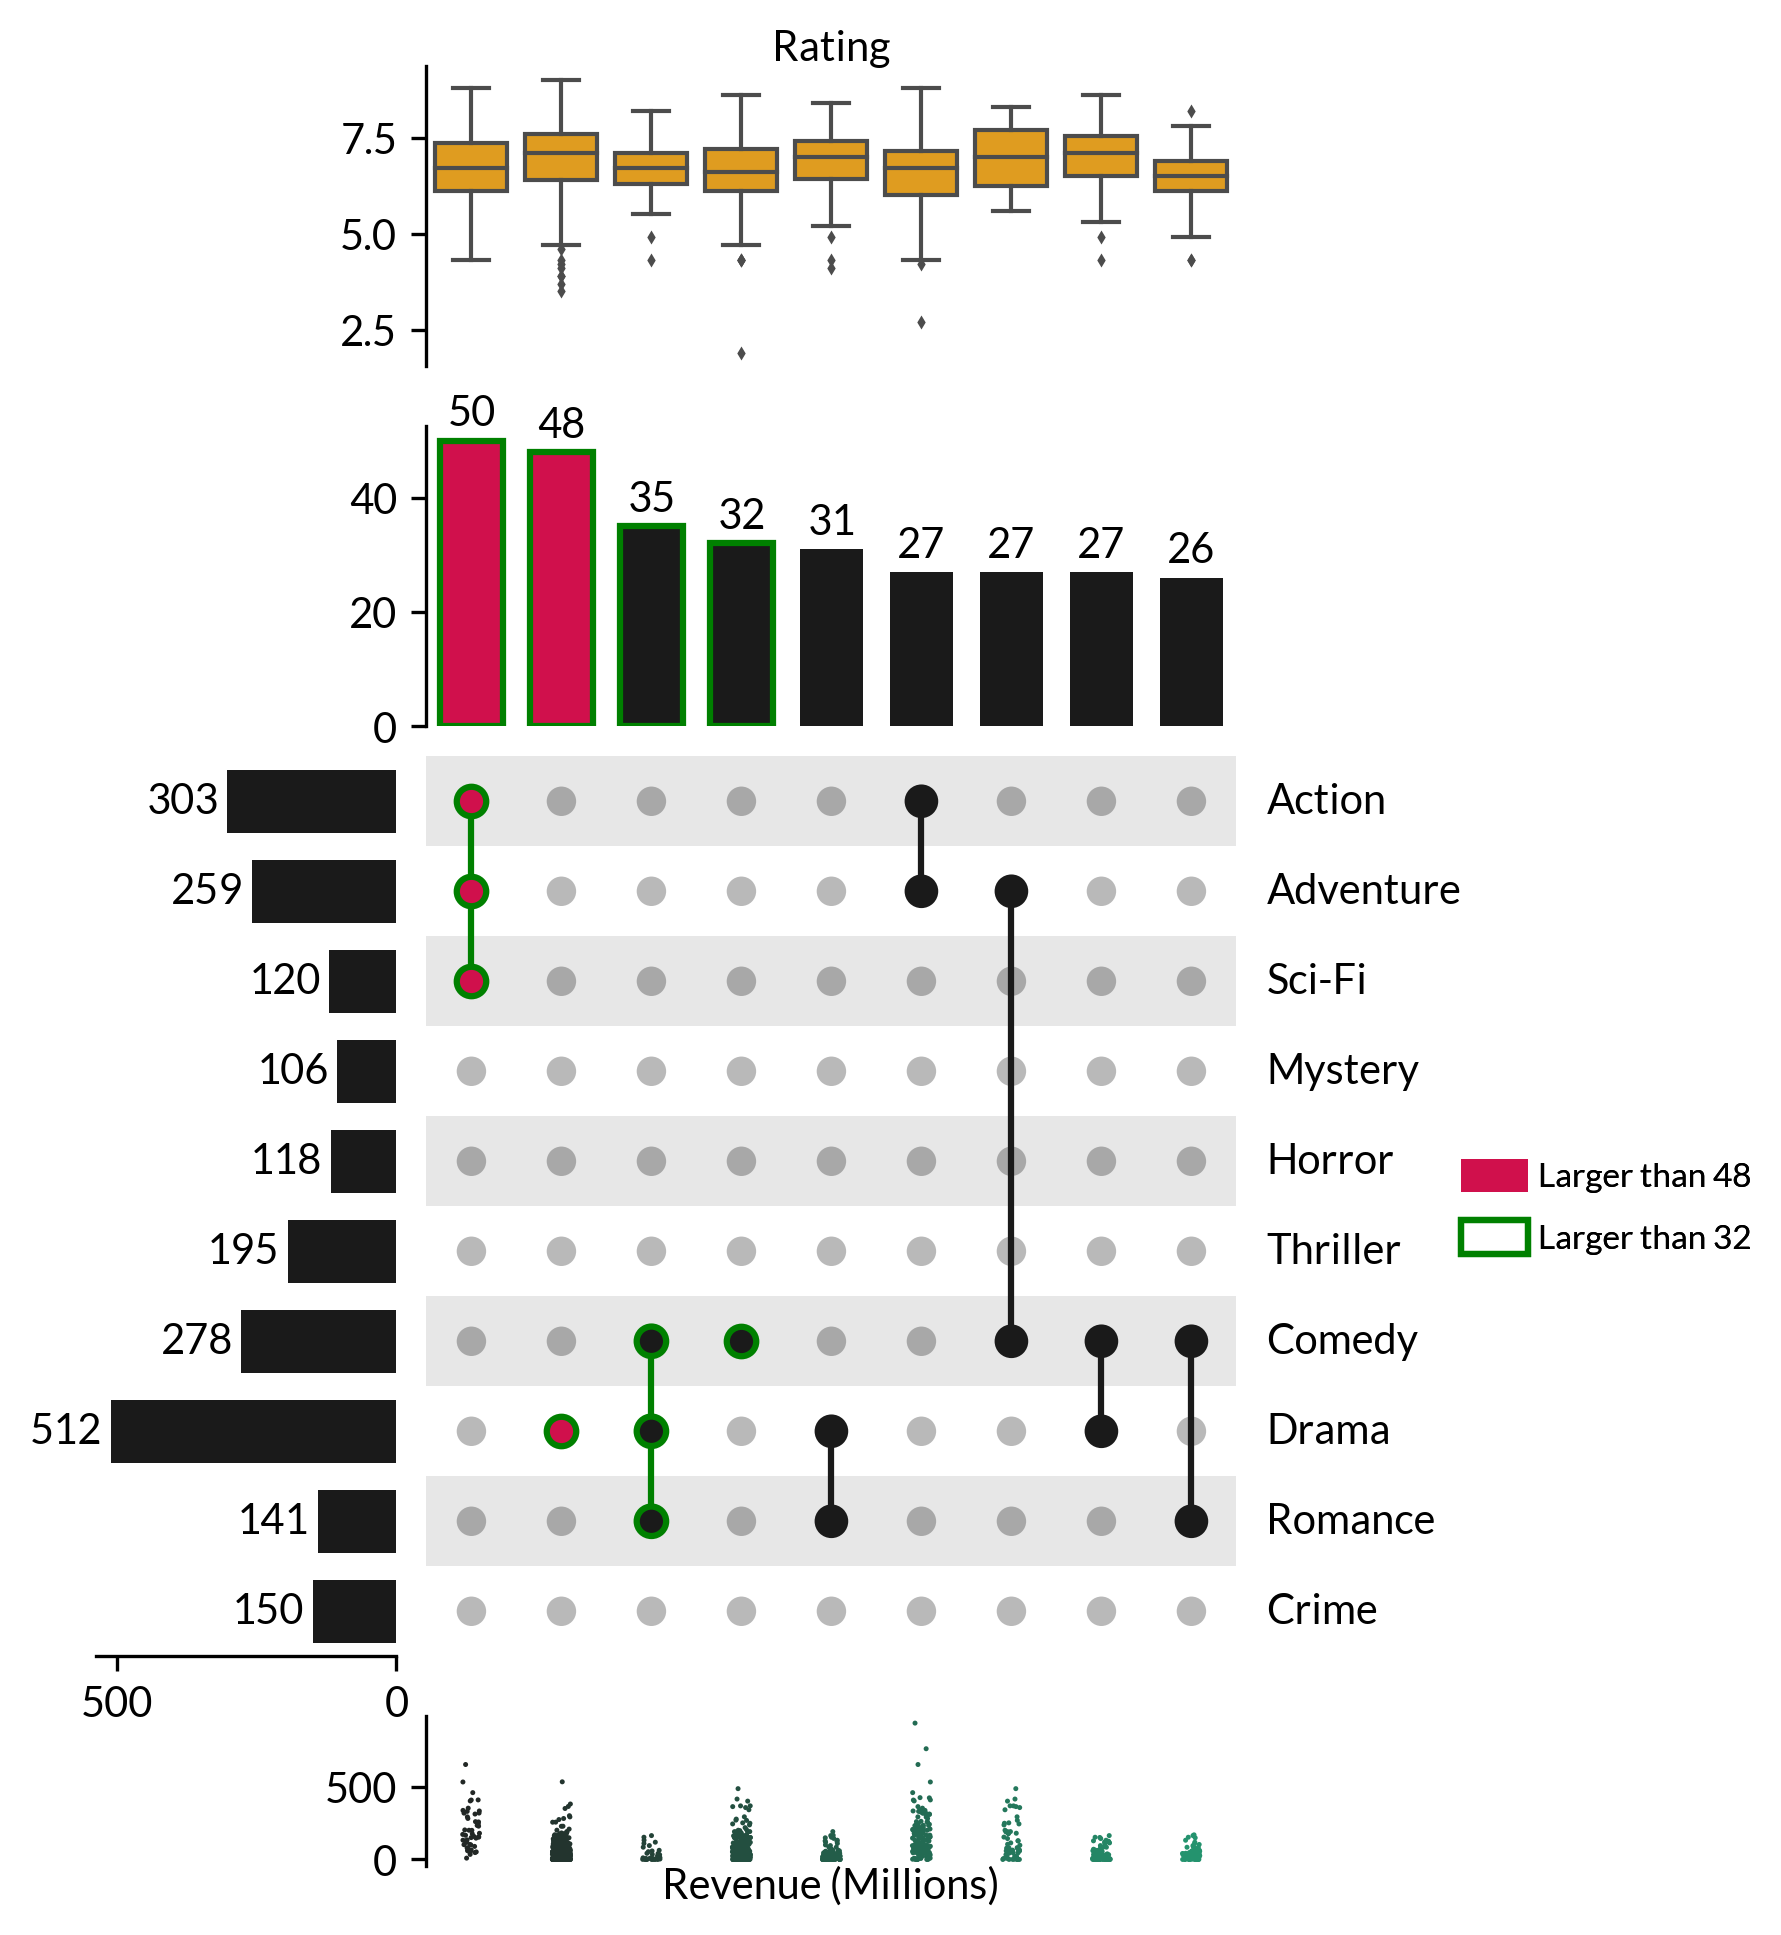 Rating
7.5
5.0
2.5
50 48 35 32 31 27 27 27 26
40
20
0
303 Action
259 Adventure
120 Sci-Fi
106 Mystery
118 Horror
Larger than 48
195 Thriller
Larger than 32
278 Comedy
512 Drama
141 Romance
150 Crime
500 0
500
0
Revenue (Millions)